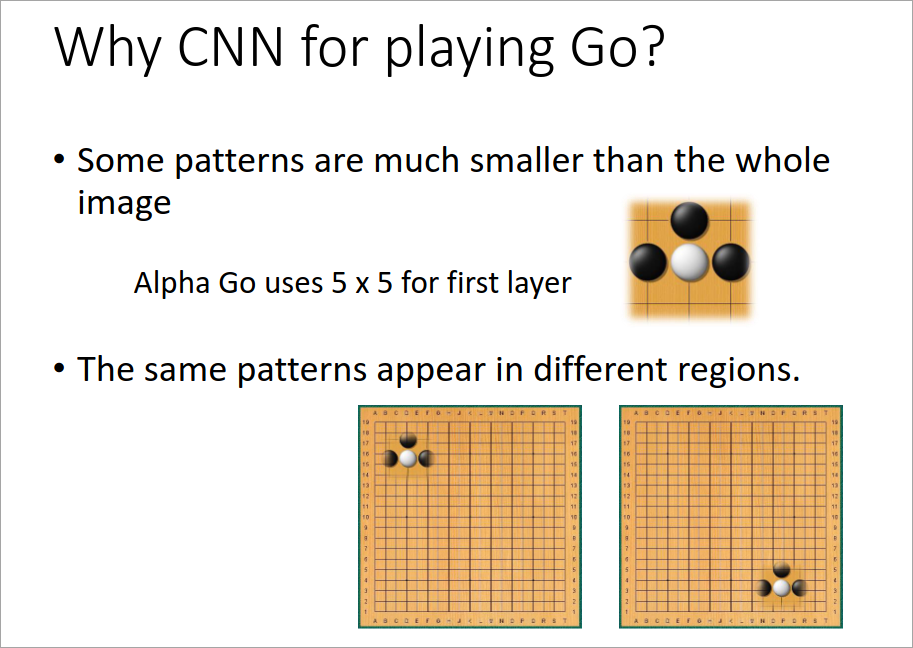 Why CNN for playing Go?
• Some patterns are much smaller than the whole
image
Alpha Go uses 5 x 5 for first layer
• The same patterns appear in different regions.